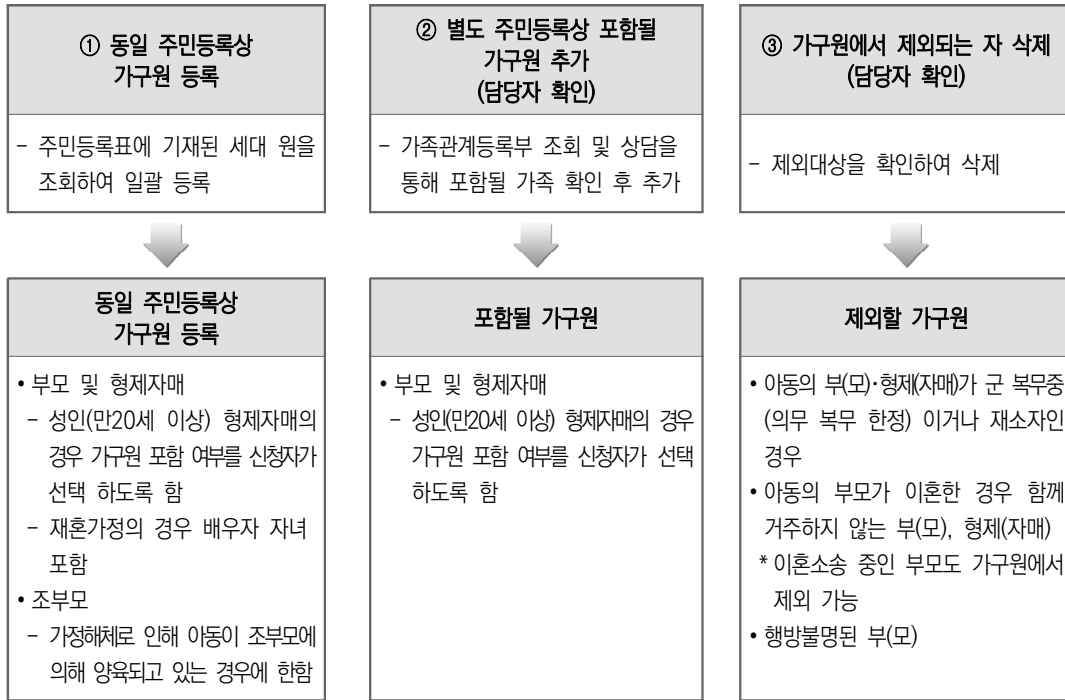 ① 동일 주민등록상
가구원 등록
- 주민등록표에 기재된 세대 원을
조회하여 일괄 등록
동일 주민등록상
가구원 등록
• 부모 및 형제자매
- 성인(만20세 이상) 형제자매의
경우 가구원 포함 여부를 신청자가
선택 하도록 함
- 재혼가정의 경우 배우자 자녀
포함
• 조부모
- 가정해체로 인해 아동이 조부모에
의해 양육되고 있는 경우에 한함
② 별도 주민등록상 포함될
가구원 추가
(담당자 확인)
- 가족관계등록부 조회 및 상담을
통해 포함될 가족 확인 후 추가
포함될 가구원
• 부모 및 형제자매
- 성인(만20세 이상) 형제자매의 경우
가구원 포함 여부를 신청자가 선택
하도록 함
③ 가구원에서 제외되는 자 삭제
(담당자 확인)
- 제외대상을 확인하여 삭제
제외할 가구원
• 아동의 부(모)·형제(자매)가 군 복무중
(의무 복무 한정) 이거나 재소자인
경우
• 아동의 부모가 이혼한 경우 함께
거주하지 않는 부(모), 형제(자매)
* 이혼소송 중인 부모도 가구원에서
제외 가능
• 행방불명된 부(모)